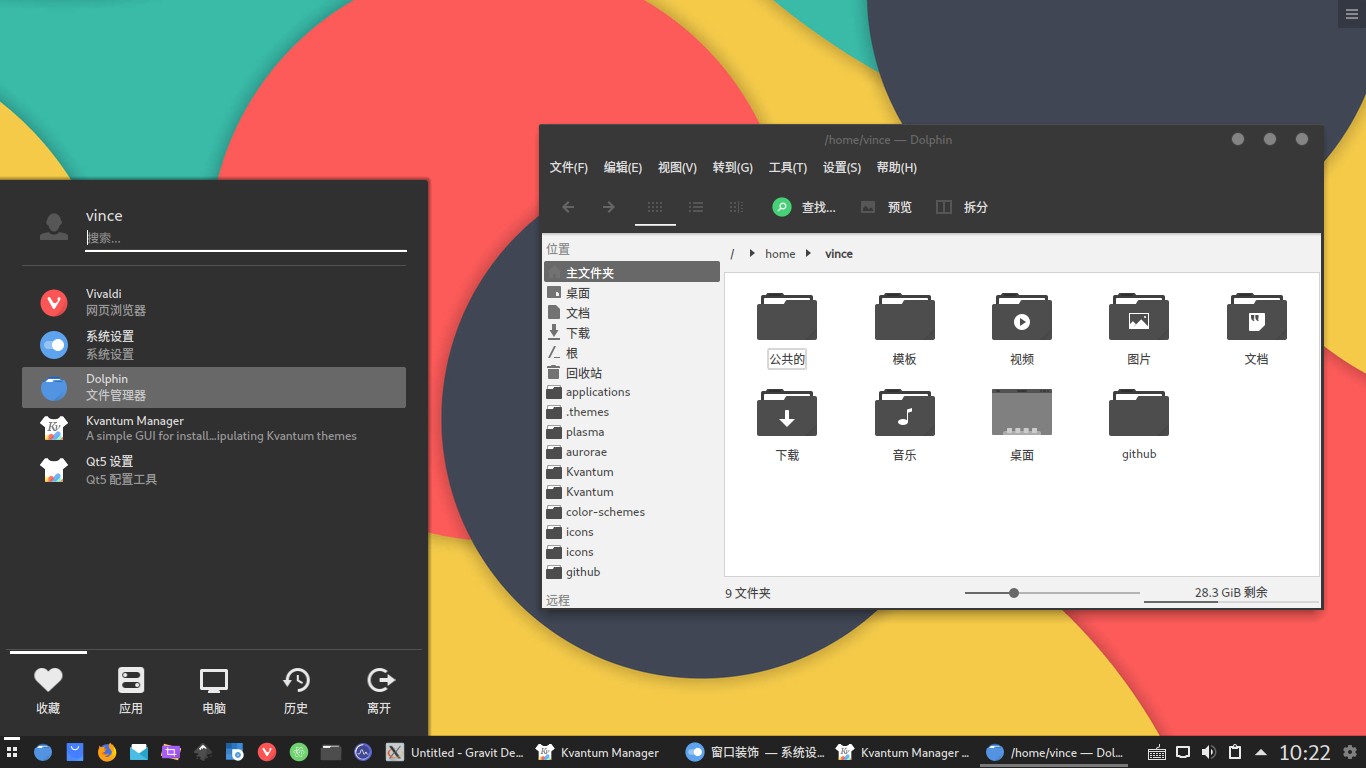 vince
搜索...
Vivaldi
网页浏览器
系统设置
系统设置
Dolphin
文件管理器
Kvantum Manager
A simple GUI for install...ipulating Kvantum themes
Qt5 设置
Qt5 配置工具
收藏
应用
电脑
历史
离开
/home/vince — Dolphin
文件(F) 编辑(E) 视图(V) 转到(G) 工具(T) 设置(S) 帮助(H)
查找... 预览 拆分
位置
主文件夹
桌面
文档
下载
根
回收站
applications
.themes
plasma
aurorae
Kvantum
Kvantum
color-schemes
icons
icons
github
远程
/ home vince
公共的 模板 视频 图片 文档
下载 音乐 桌面 github
9 文件夹 28.3 GiB 剩余
Untitled - Gravit De... Kvantum Manager 窗口装饰 — 系统设... Kvantum Manager ... /home/vince — Dol... 10:22